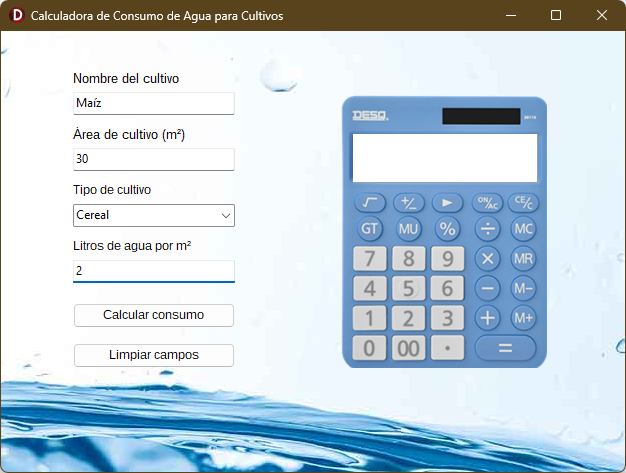 D Calculadora de Consumo de Agua para Cultivos
Nombre del cultivo
Maíz
Área de cultivo (m²)
30
Tipo de cultivo
Cereal
Litros de agua por m²
2
Calcular consumo
Limpiar campos
DESQ
√ +/− ▶ ON/AC CE/C
GT MU % ÷ MC
7 8 9 × MR
4 5 6 − M−
1 2 3 + M+
0 00 · =